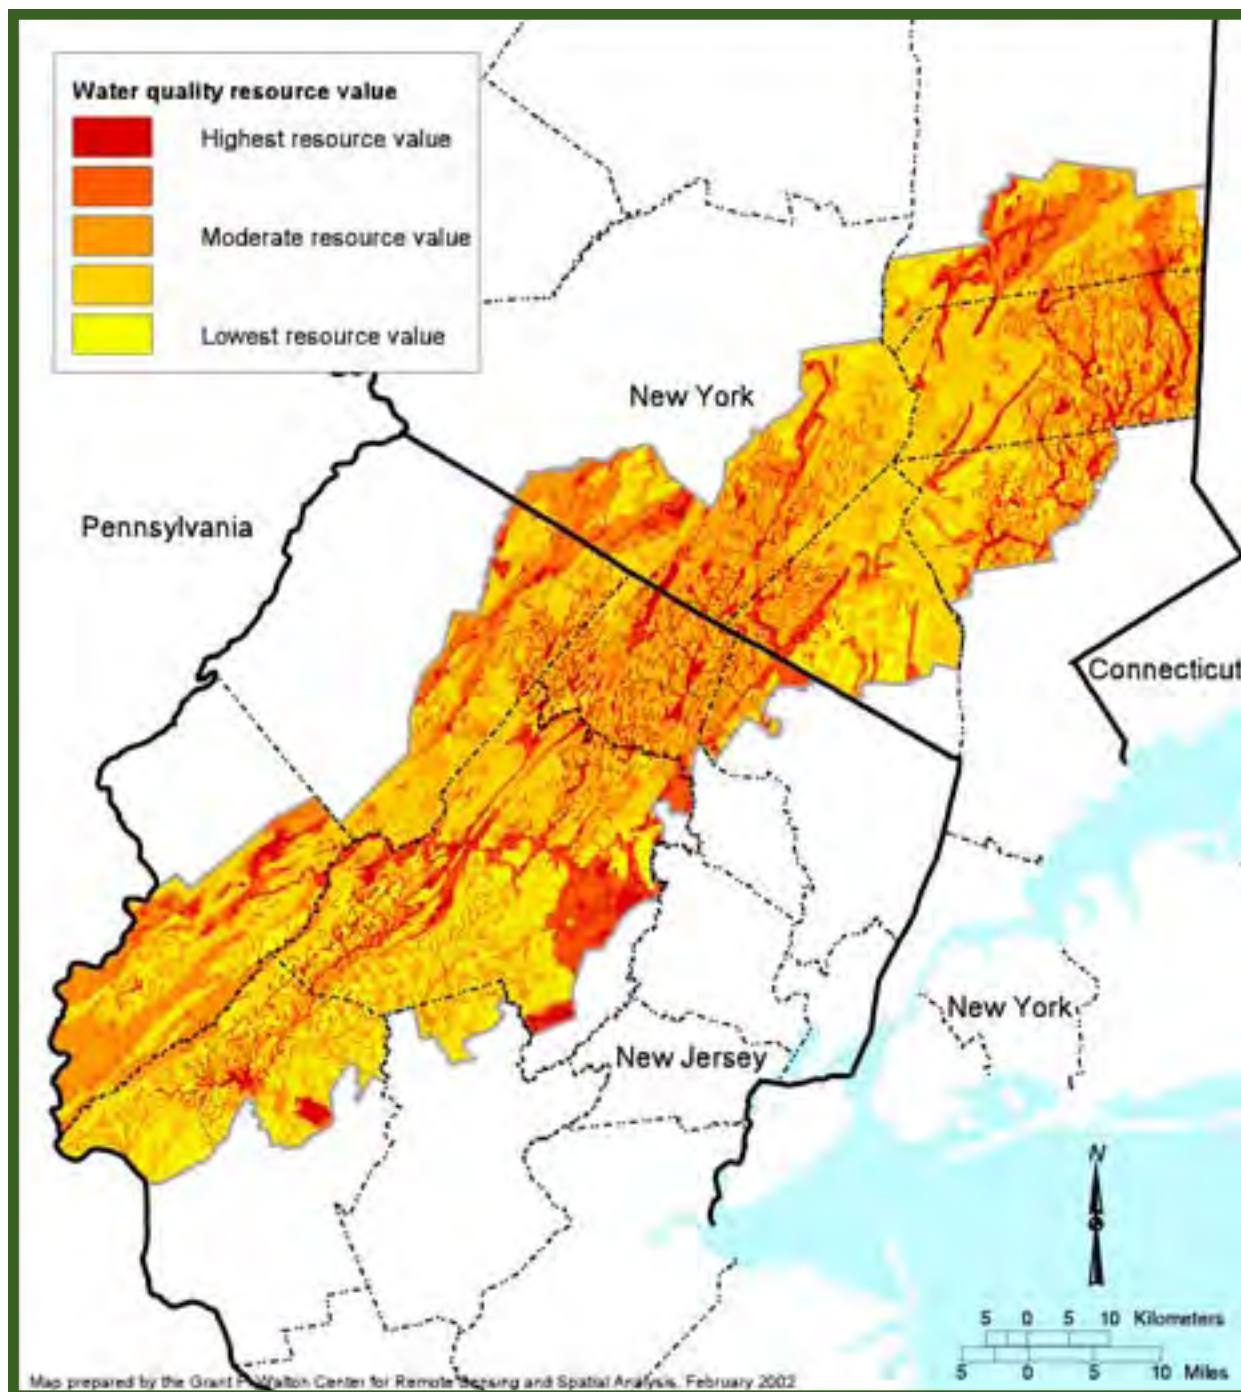 Water quality resource value
Highest resource value
Moderate resource value
Lowest resource value
New York
Pennsylvania
Connecticut
New York
New Jersey
N
5 0 5 10 Kilometers
5 0 5 10 Miles
Map prepared by the Grant F. Walton Center for Remote Sensing and Spatial Analysis, February 2002